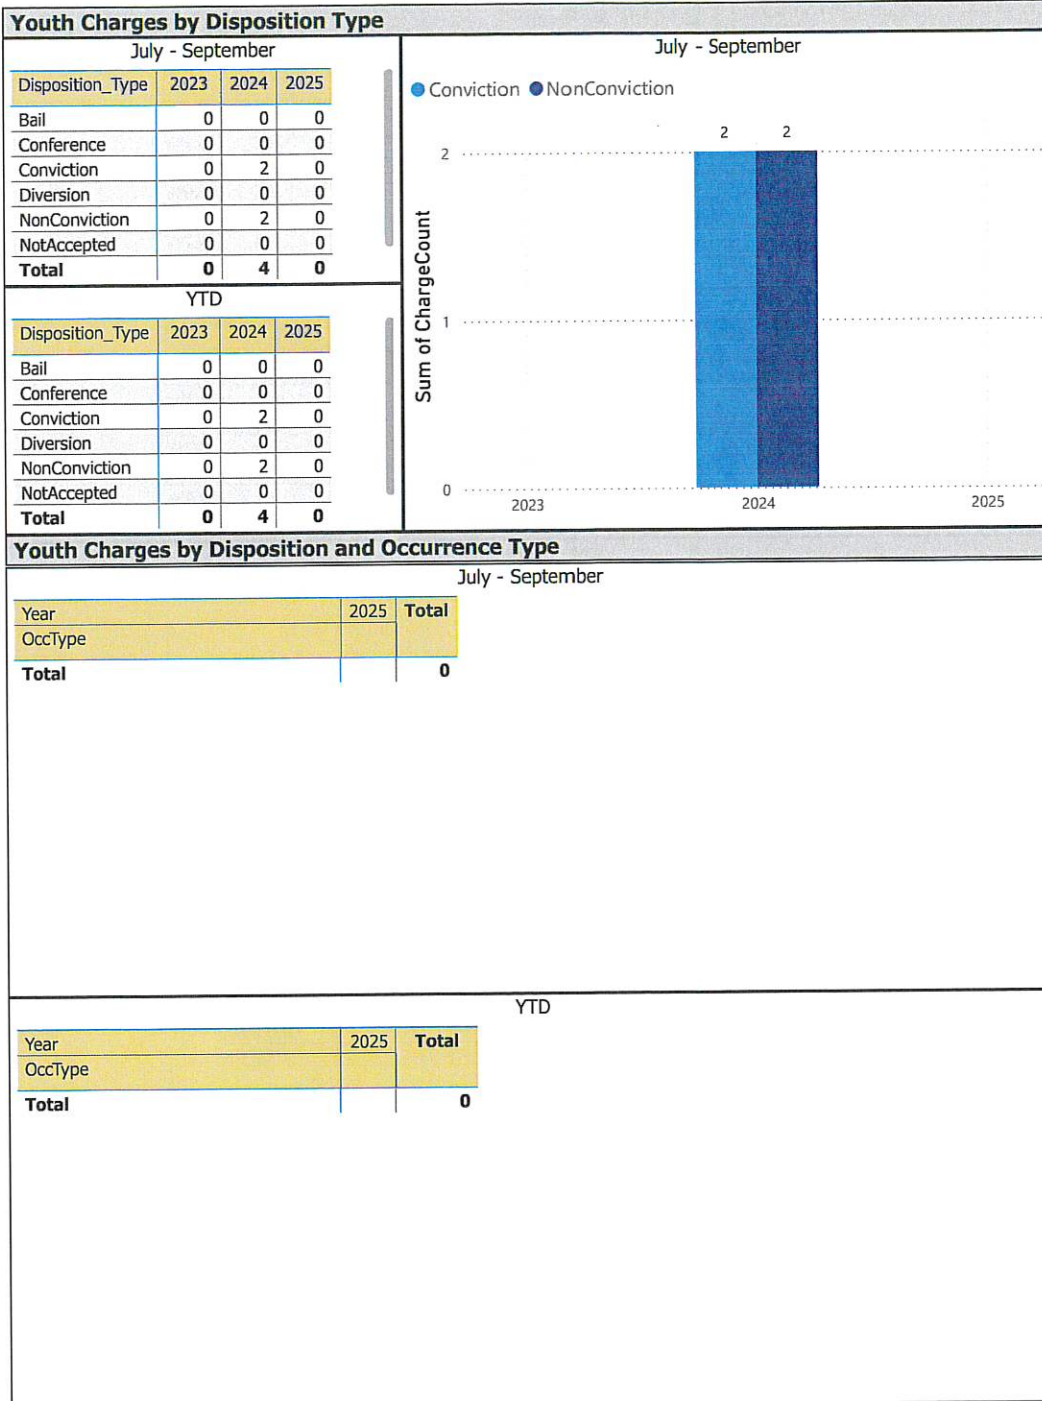 Youth Charges by Disposition Type
July - September
Disposition_Type 2023 2024 2025
Bail 0 0 0
Conference 0 0 0
Conviction 0 2 0
Diversion 0 0 0
NonConviction 0 2 0
NotAccepted 0 0 0
Total 0 4 0
YTD
Disposition_Type 2023 2024 2025
Bail 0 0 0
Conference 0 0 0
Conviction 0 2 0
Diversion 0 0 0
NonConviction 0 2 0
NotAccepted 0 0 0
Total 0 4 0
July - September
Conviction NonConviction
2 2
2
Sum of ChargeCount
1
0
2023 2024 2025
Youth Charges by Disposition and Occurrence Type
July - September
Year 2025 Total
OccType
Total 0
YTD
Year 2025 Total
OccType
Total 0